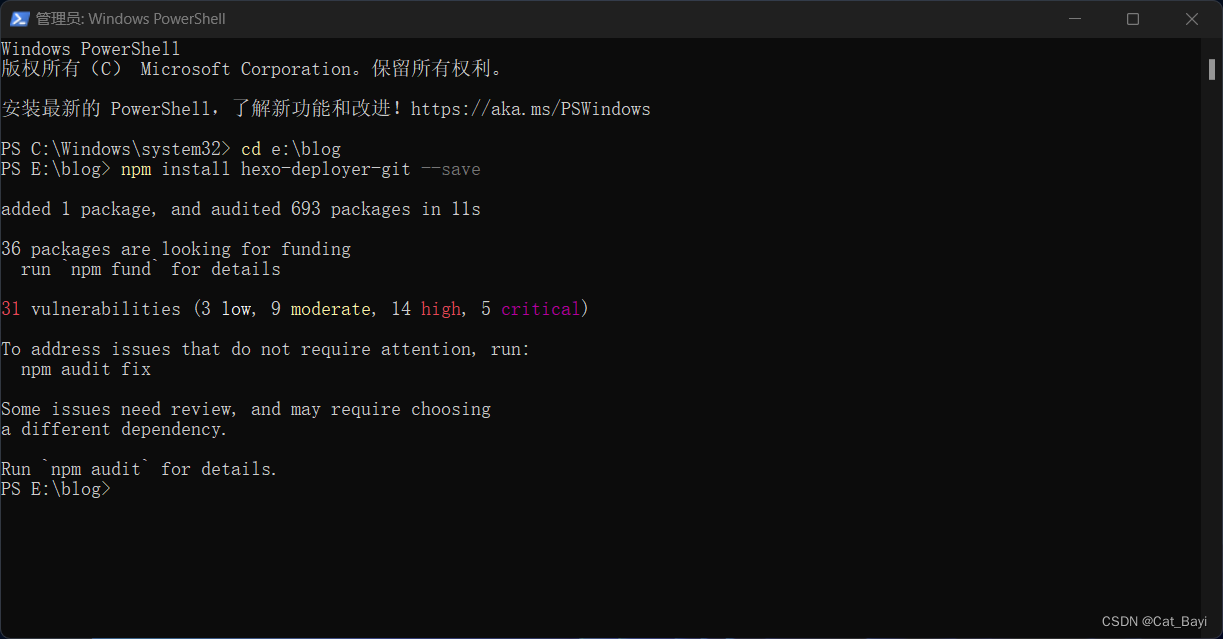 管理员: Windows PowerShell
Windows PowerShell
版权所有（C） Microsoft Corporation。保留所有权利。
安装最新的 PowerShell，了解新功能和改进！https://aka.ms/PSWindows
PS C:\Windows\system32> cd e:\blog
PS E:\blog> npm install hexo-deployer-git --save
added 1 package, and audited 693 packages in 11s
36 packages are looking for funding
  run `npm fund` for details
31 vulnerabilities (3 low, 9 moderate, 14 high, 5 critical)
To address issues that do not require attention, run:
  npm audit fix
Some issues need review, and may require choosing
a different dependency.
Run `npm audit` for details.
PS E:\blog>
CSDN @Cat_Bayi